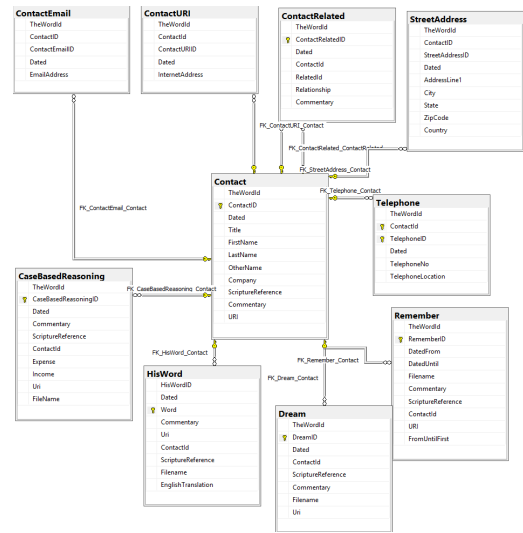 ContactEmail
TheWordId
ContactID
ContactEmailID
Dated
EmailAddress
ContactURI
TheWordId
ContactId
ContactURIID
Dated
InternetAddress
ContactRelated
TheWordId
ContactRelatedID
Dated
ContactId
RelatedId
Relationship
Commentary
StreetAddress
TheWordId
ContactID
StreetAddressID
Dated
AddressLine1
City
State
ZipCode
Country
FK_ContactURI_Contact
FK_ContactRelated_ContactRelated
FK_StreetAddress_Contact
FK_Telephone_Contact
FK_ContactEmail_Contact
Contact
TheWordId
ContactID
Dated
Title
FirstName
LastName
OtherName
Company
ScriptureReference
Commentary
URI
Telephone
TheWordId
ContactId
TelephoneID
Dated
TelephoneNo
TelephoneLocation
CaseBasedReasoning
TheWordId
CaseBasedReasoningID
Dated
Commentary
ScriptureReference
ContactId
Expense
Income
Uri
FileName
FK_CaseBasedReasoning_Contact
FK_HisWord_Contact
FK_Remember_Contact
FK_Dream_Contact
Remember
TheWordId
RememberID
DatedFrom
DatedUntil
Filename
Commentary
ScriptureReference
ContactId
URI
FromUntilFirst
HisWord
HisWordID
Dated
Word
Commentary
Uri
ContactId
ScriptureReference
Filename
EnglishTranslation
Dream
TheWordId
DreamID
Dated
ContactId
ScriptureReference
Commentary
Filename
Uri